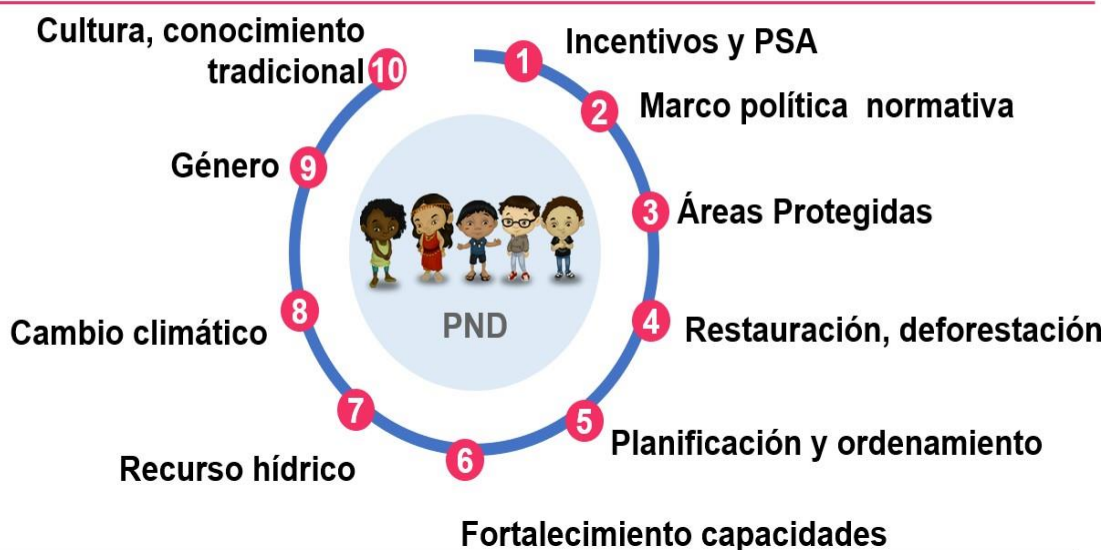 1 Incentivos y PSA
2 Marco política normativa
3 Áreas Protegidas
4 Restauración, deforestación
5 Planificación y ordenamiento
6 Fortalecimiento capacidades
7 Recurso hídrico
8 Cambio climático
9 Género
10 Cultura, conocimiento
tradicional
PND